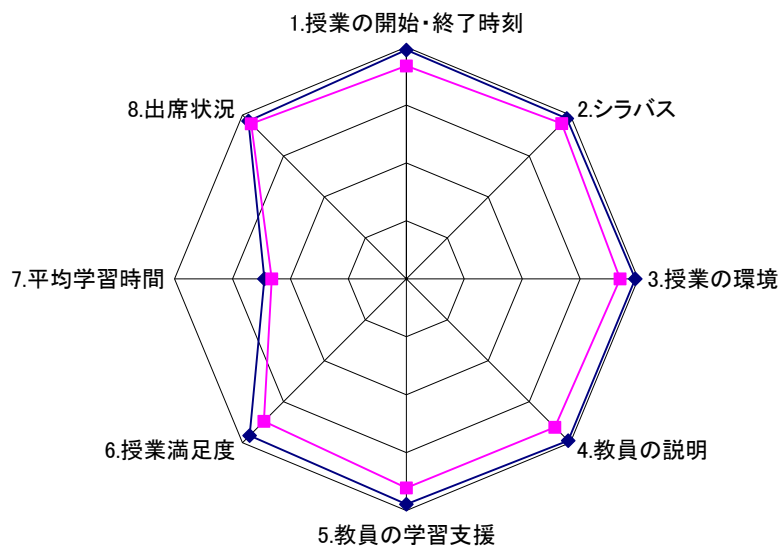 1.授業の開始・終了時刻
2.シラバス
3.授業の環境
4.教員の説明
5.教員の学習支援
6.授業満足度
7.平均学習時間
8.出席状況